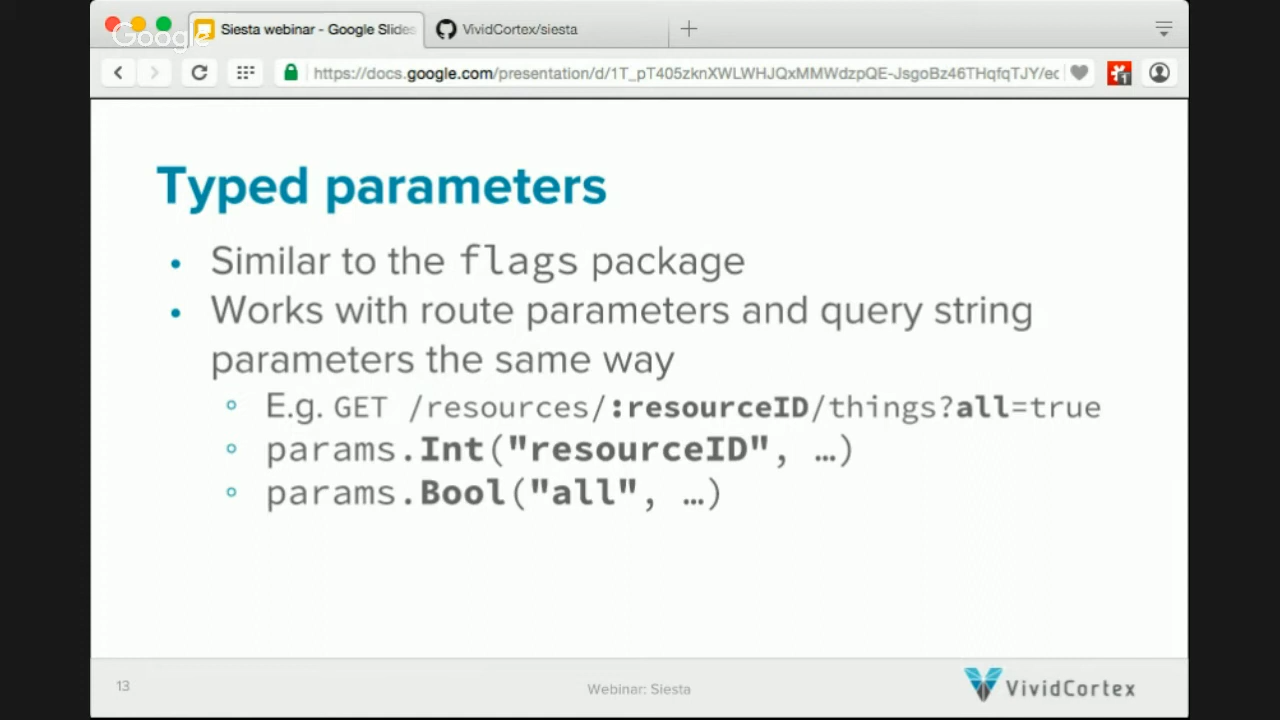 Google
Siesta webinar - Google Slides
VividCortex/siesta
https://docs.google.com/presentation/d/1T_pT405zknXWLWHJQxMMWdzpQE-JsgoBz46THqfqTJY/ec
1
Typed parameters
• Similar to the flags package
• Works with route parameters and query string
parameters the same way
E.g. GET /resources/:resourceID/things?all=true
params.Int("resourceID", …)
params.Bool("all", …)
13
Webinar: Siesta
VividCortex